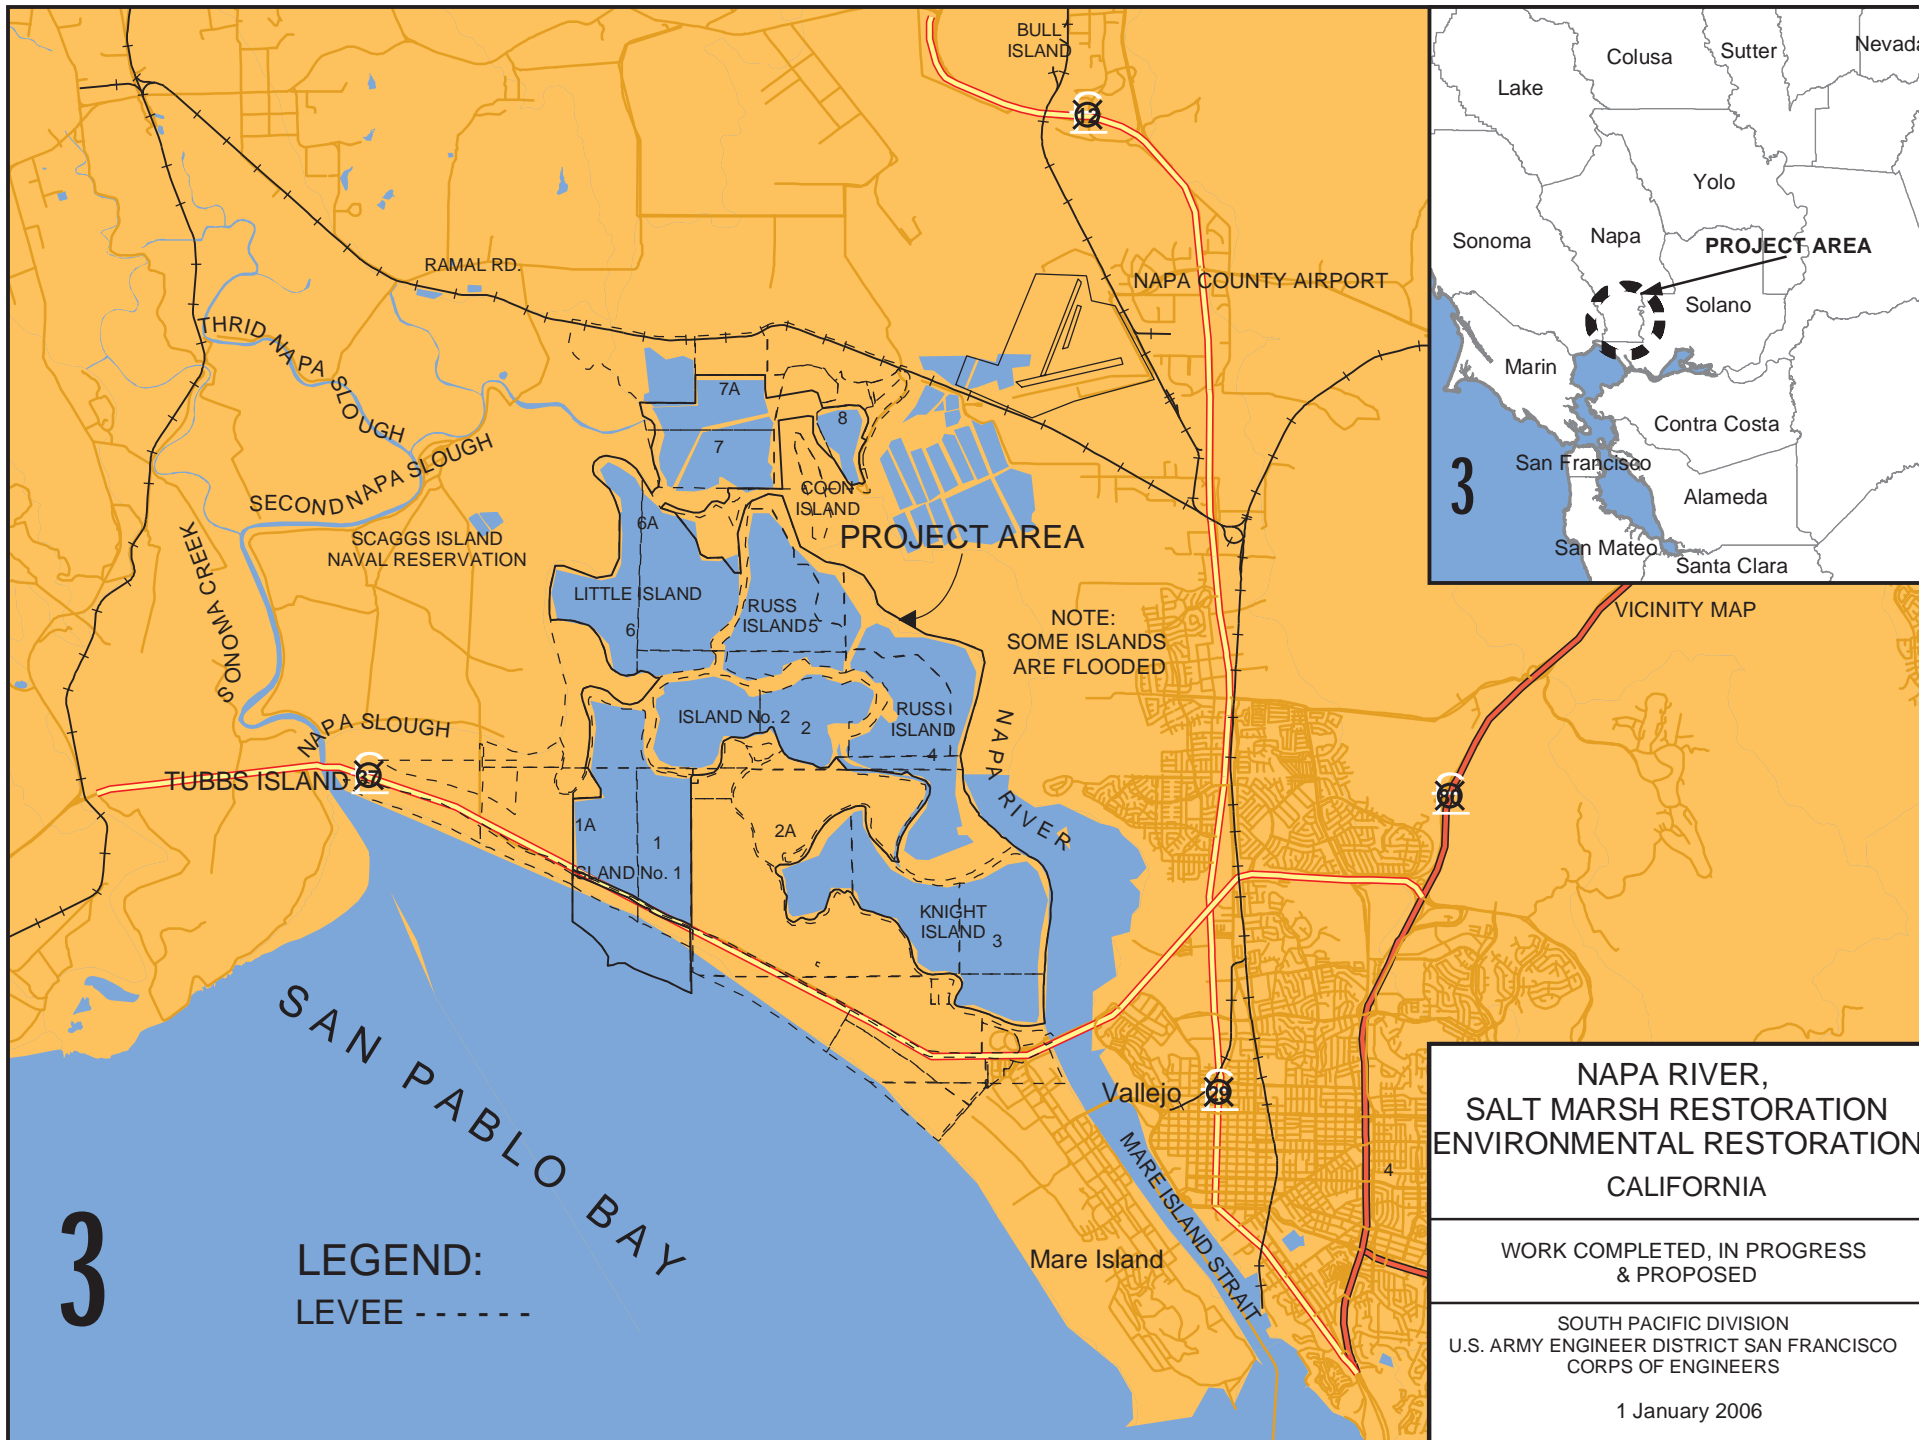 BULL
ISLAND
12
RAMAL RD.
NAPA COUNTY AIRPORT
THRID NAPA SLOUGH
SECOND NAPA SLOUGH
7A
8
7
COON
ISLAND
6A
PROJECT AREA
SCAGGS ISLAND
NAVAL RESERVATION
SONOMA CREEK
LITTLE ISLAND
6
RUSS
ISLAND 5
NOTE:
SOME ISLANDS
ARE FLOODED
NAPA SLOUGH
ISLAND No. 2
2
RUSS
ISLAND
4
NAPA RIVER
TUBBS ISLAND
37
80
1A
1
2A
SLAND No. 1
KNIGHT
ISLAND
3
SAN PABLO BAY
Vallejo
29
MARE ISLAND STRAIT
4
Mare Island
3
LEGEND:
LEVEE - - - - - -
Lake
Colusa
Sutter
Nevada
Yolo
Sonoma
Napa
PROJECT AREA
Solano
Marin
Contra Costa
3
San Francisco
Alameda
San Mateo
Santa Clara
VICINITY MAP
NAPA RIVER,
SALT MARSH RESTORATION
ENVIRONMENTAL RESTORATION
CALIFORNIA
WORK COMPLETED, IN PROGRESS
& PROPOSED
SOUTH PACIFIC DIVISION
U.S. ARMY ENGINEER DISTRICT SAN FRANCISCO
CORPS OF ENGINEERS
1 January 2006